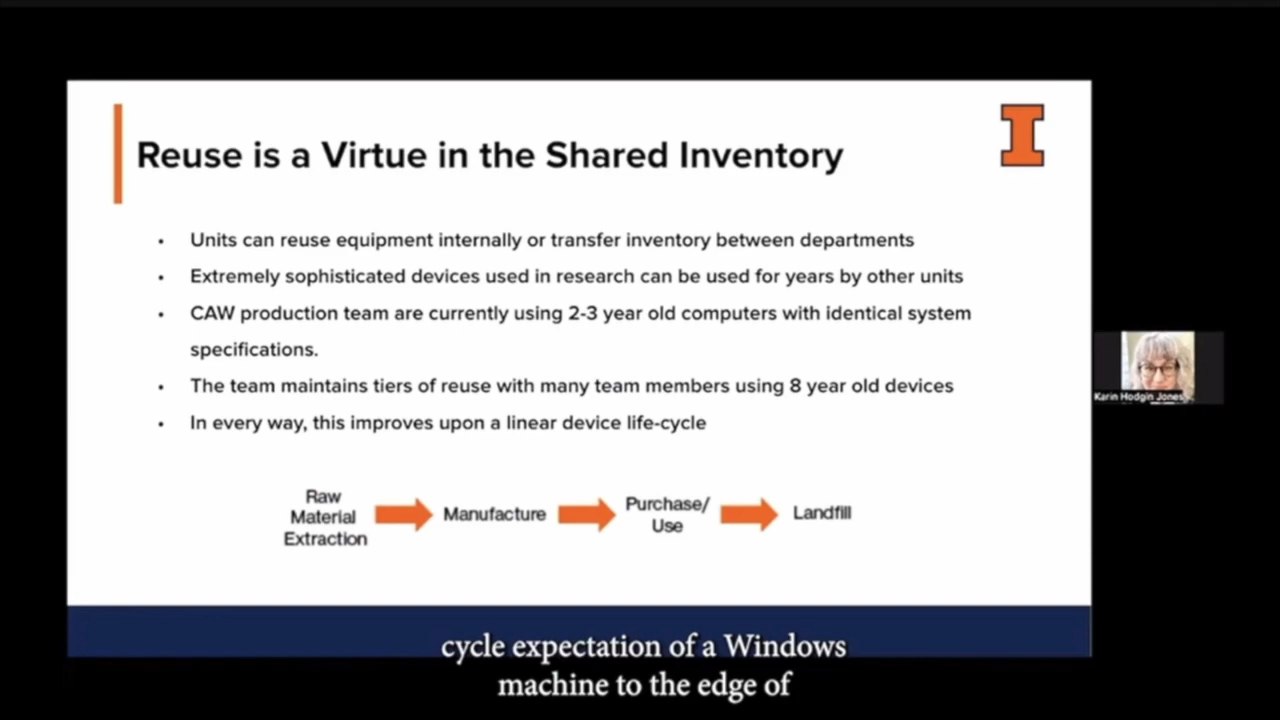 Reuse is a Virtue in the Shared Inventory
• Units can reuse equipment internally or transfer inventory between departments
• Extremely sophisticated devices used in research can be used for years by other units
• CAW production team are currently using 2-3 year old computers with identical system
specifications.
• The team maintains tiers of reuse with many team members using 8 year old devices
• In every way, this improves upon a linear device life-cycle
Raw
Material
Extraction
Manufacture
Purchase/
Use
Landfill
Karin Hodgin Jones
cycle expectation of a Windows
machine to the edge of